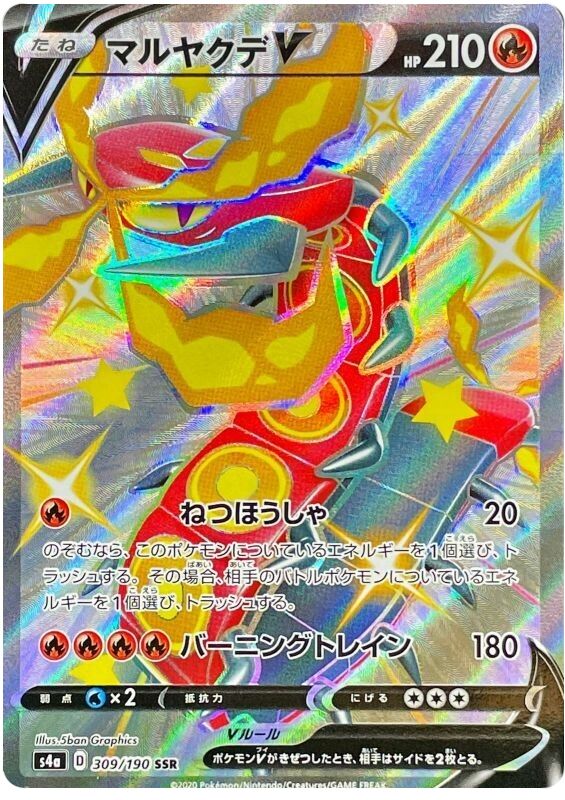 たね マルヤクデV HP 210
ねつほうしゃ 20
のぞむなら、このポケモンについているエネルギーを1個選び、ト
ラッシュする。その場合、相手のバトルポケモンについているエネ
ルギーを1個選び、トラッシュする。
バーニングトレイン 180
弱点 ×2 抵抗力 にげる
Illus.5ban Graphics
Vルール
ポケモンVがきぜつしたとき、相手はサイドを2枚とる。
s4a D 309/190 SSR
©2020 Pokémon/Nintendo/Creatures/GAME FREAK